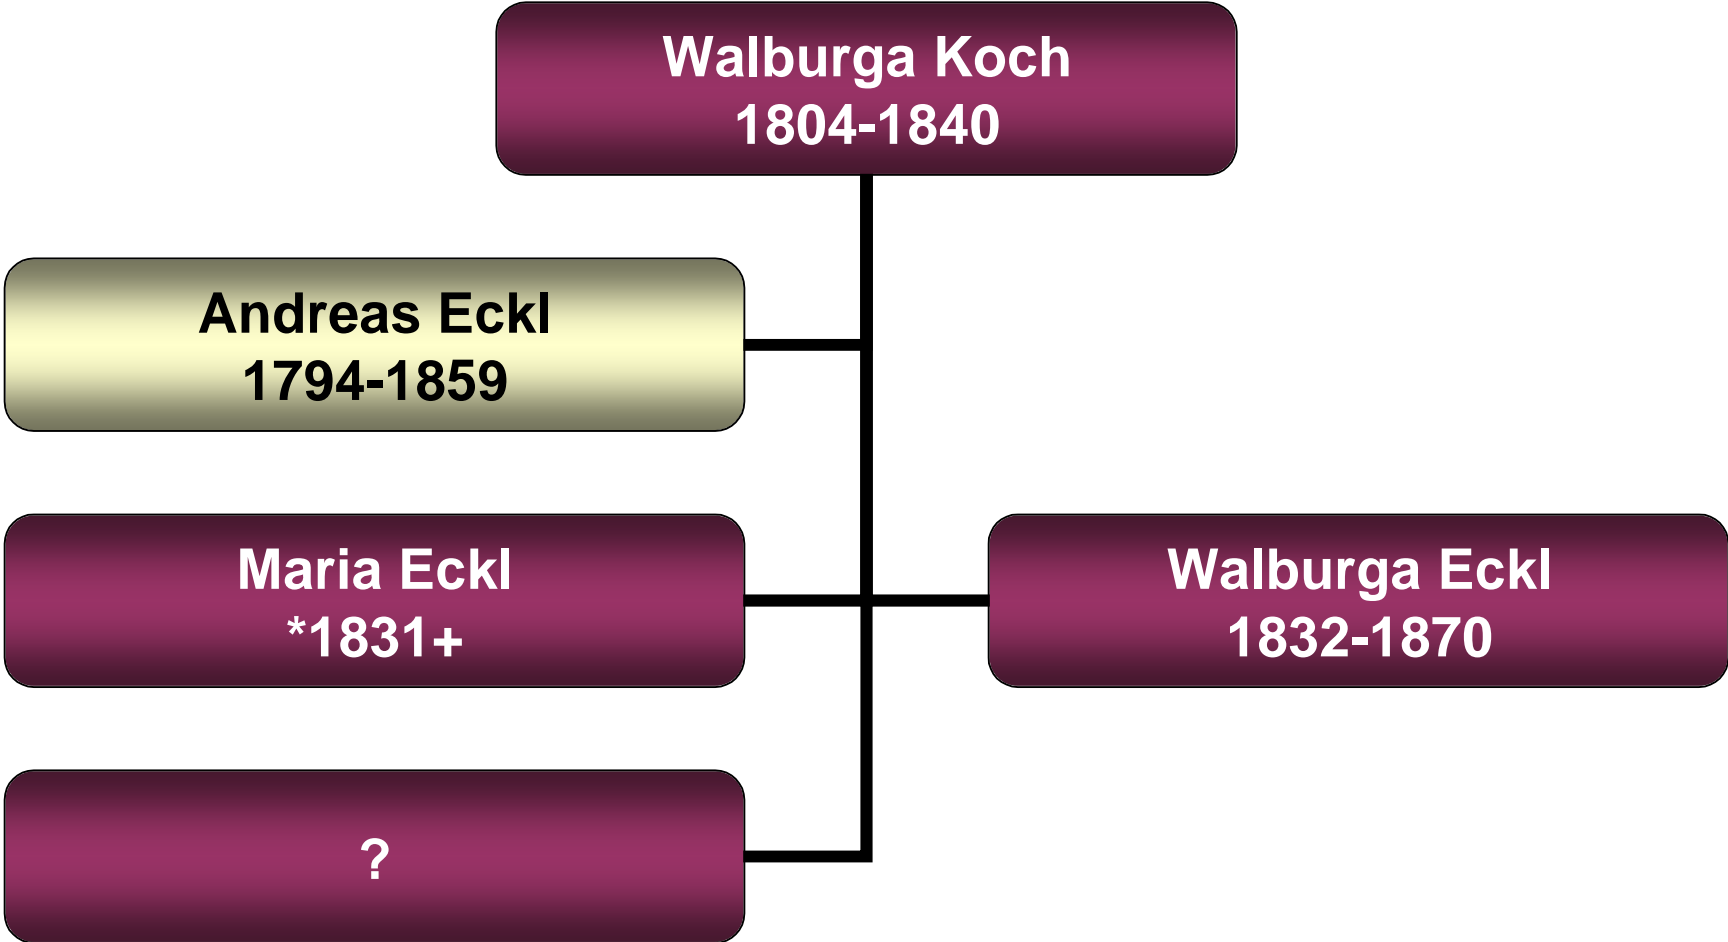 Walburga Koch
1804-1840
Andreas Eckl
1794-1859
Maria Eckl
*1831+
Walburga Eckl
1832-1870
?